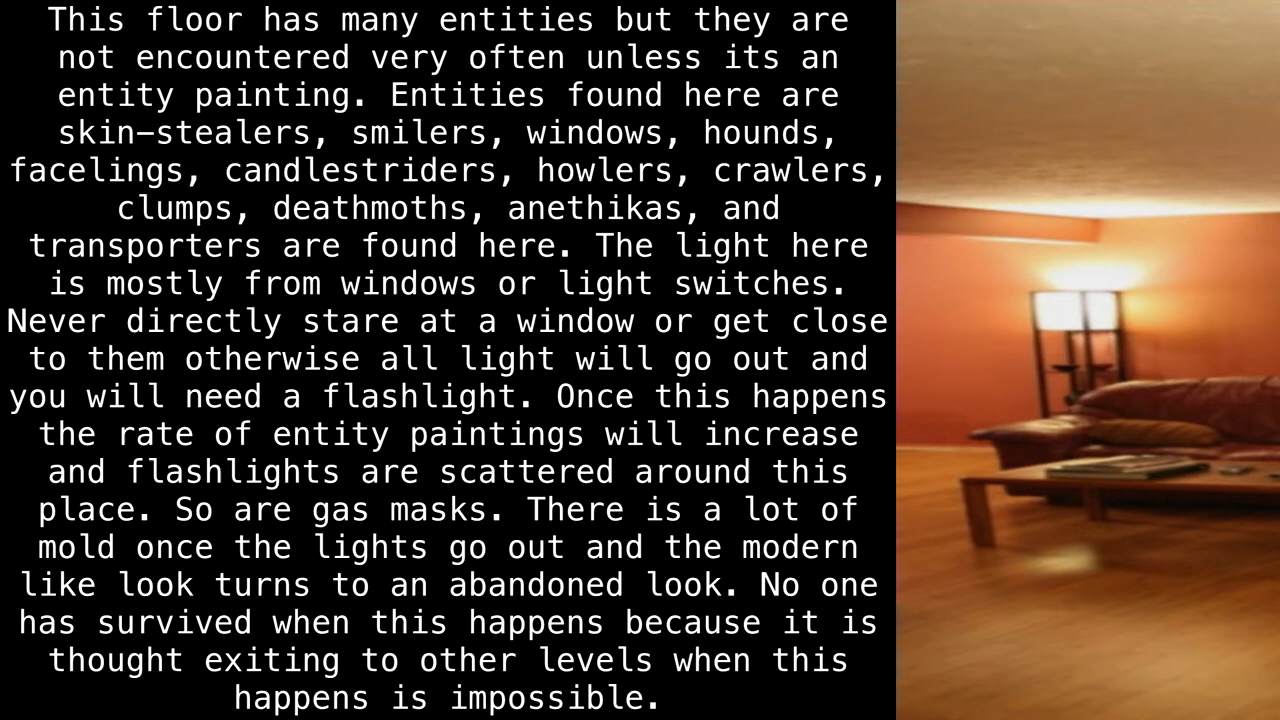 This floor has many entities but they are
not encountered very often unless its an
entity painting. Entities found here are
skin-stealers, smilers, windows, hounds,
facelings, candlestriders, howlers, crawlers,
clumps, deathmoths, anethikas, and
transporters are found here. The light here
is mostly from windows or light switches.
Never directly stare at a window or get close
to them otherwise all light will go out and
you will need a flashlight. Once this happens
the rate of entity paintings will increase
and flashlights are scattered around this
place. So are gas masks. There is a lot of
mold once the lights go out and the modern
like look turns to an abandoned look. No one
has survived when this happens because it is
thought exiting to other levels when this
happens is impossible.